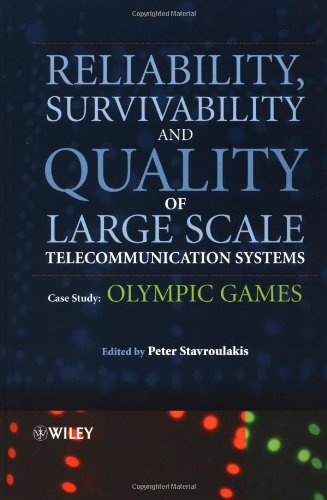 RELIABILITY,
SURVIVABILITY
AND
QUALITY
OF
LARGE SCALE
TELECOMMUNICATION SYSTEMS
Case Study: OLYMPIC GAMES
Edited by Peter Stavroulakis
WILEY